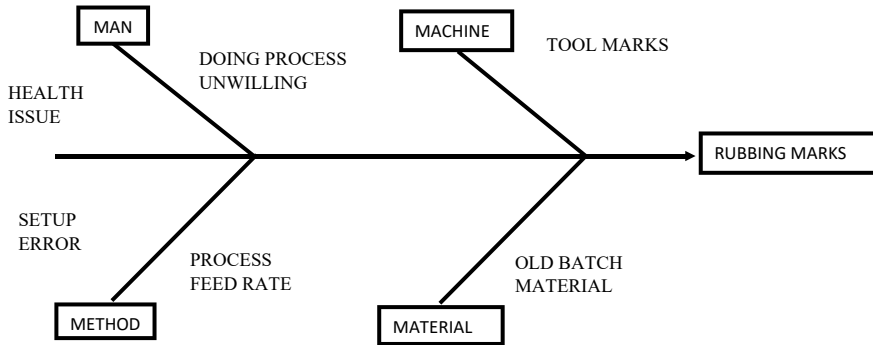 MAN
MACHINE
TOOL MARKS
DOING PROCESS
UNWILLING
HEALTH
ISSUE
RUBBING MARKS
SETUP
ERROR
PROCESS
FEED RATE
OLD BATCH
MATERIAL
METHOD
MATERIAL